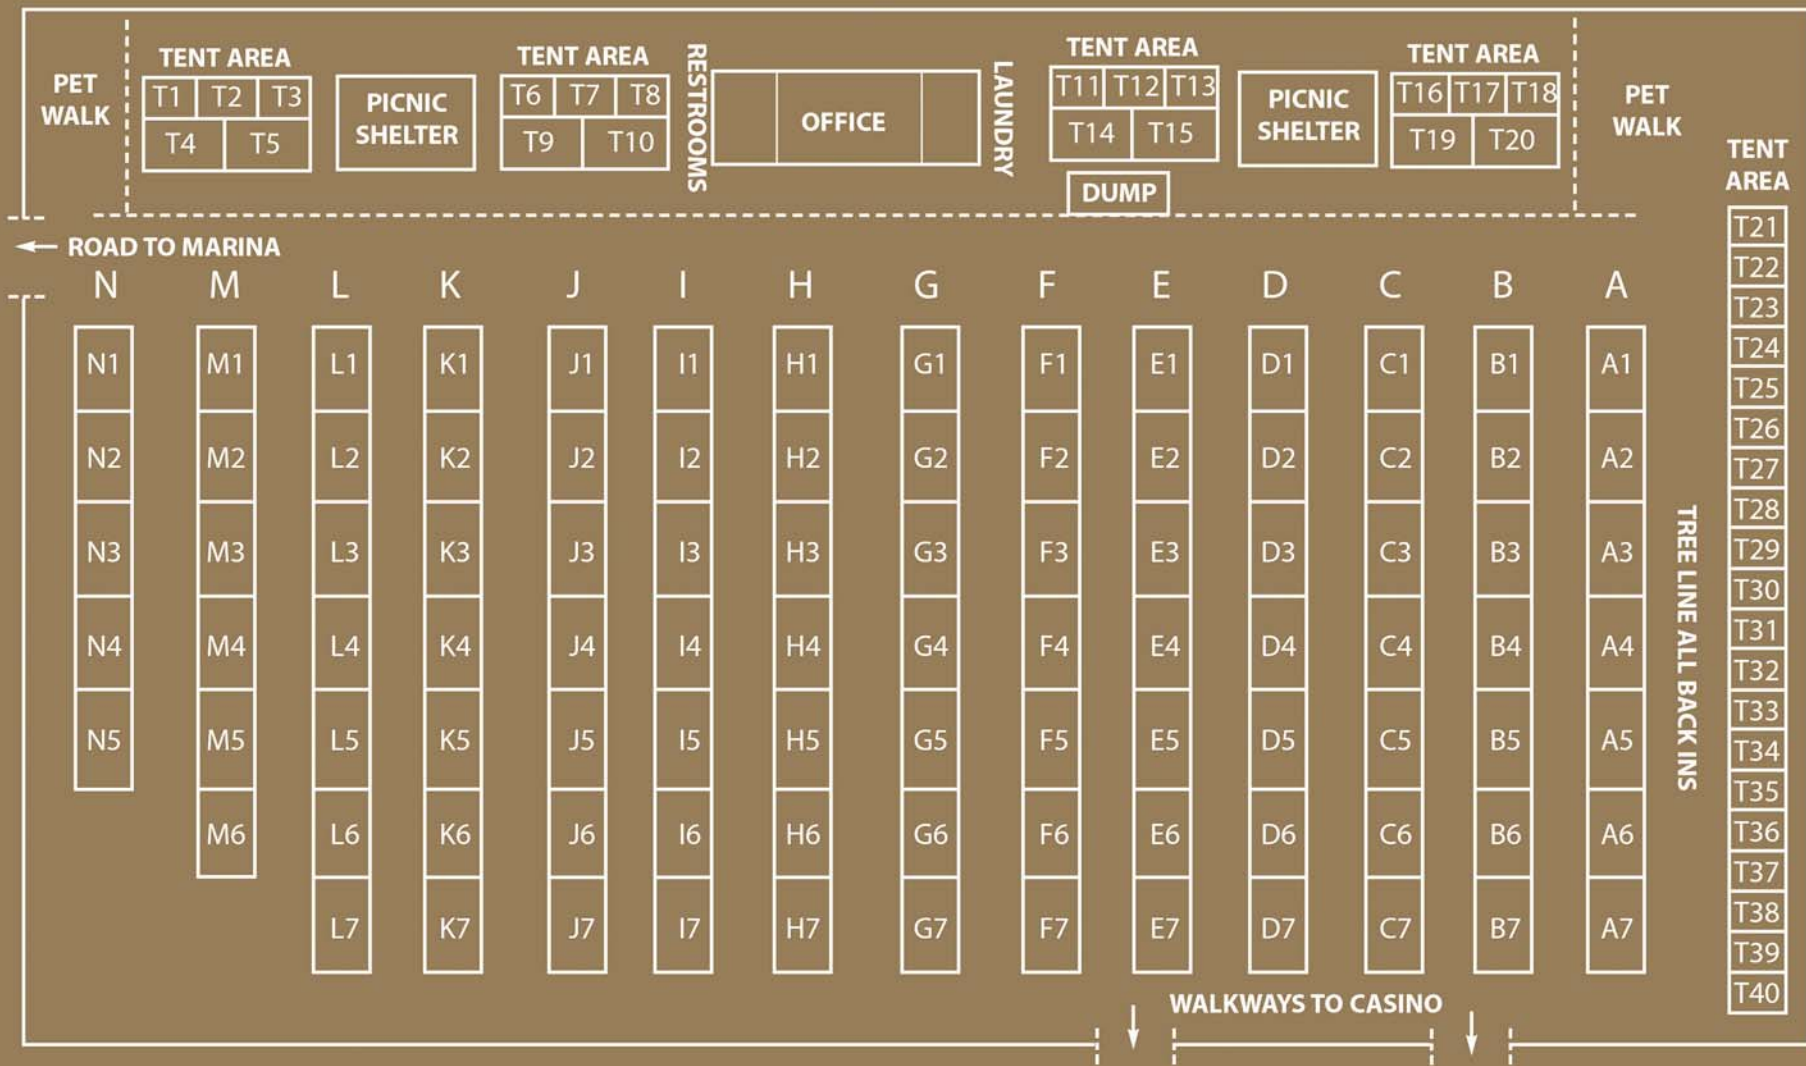 PET
WALK
TENT AREA
T1 T2 T3
T4 T5
PICNIC
SHELTER
TENT AREA
T6 T7 T8
T9 T10
RESTROOMS
OFFICE
LAUNDRY
TENT AREA
T11 T12 T13
T14 T15
DUMP
PICNIC
SHELTER
TENT AREA
T16 T17 T18
T19 T20
PET
WALK
TENT
AREA
T21
T22
T23
T24
T25
T26
T27
T28
T29
T30
T31
T32
T33
T34
T35
T36
T37
T38
T39
T40
ROAD TO MARINA
N M L K J I H G F E D C B A
N1 M1 L1 K1 J1 I1 H1 G1 F1 E1 D1 C1 B1 A1
N2 M2 L2 K2 J2 I2 H2 G2 F2 E2 D2 C2 B2 A2
N3 M3 L3 K3 J3 I3 H3 G3 F3 E3 D3 C3 B3 A3
N4 M4 L4 K4 J4 I4 H4 G4 F4 E4 D4 C4 B4 A4
N5 M5 L5 K5 J5 I5 H5 G5 F5 E5 D5 C5 B5 A5
M6 L6 K6 J6 I6 H6 G6 F6 E6 D6 C6 B6 A6
L7 K7 J7 I7 H7 G7 F7 E7 D7 C7 B7 A7
TREE LINE ALL BACK INS
WALKWAYS TO CASINO